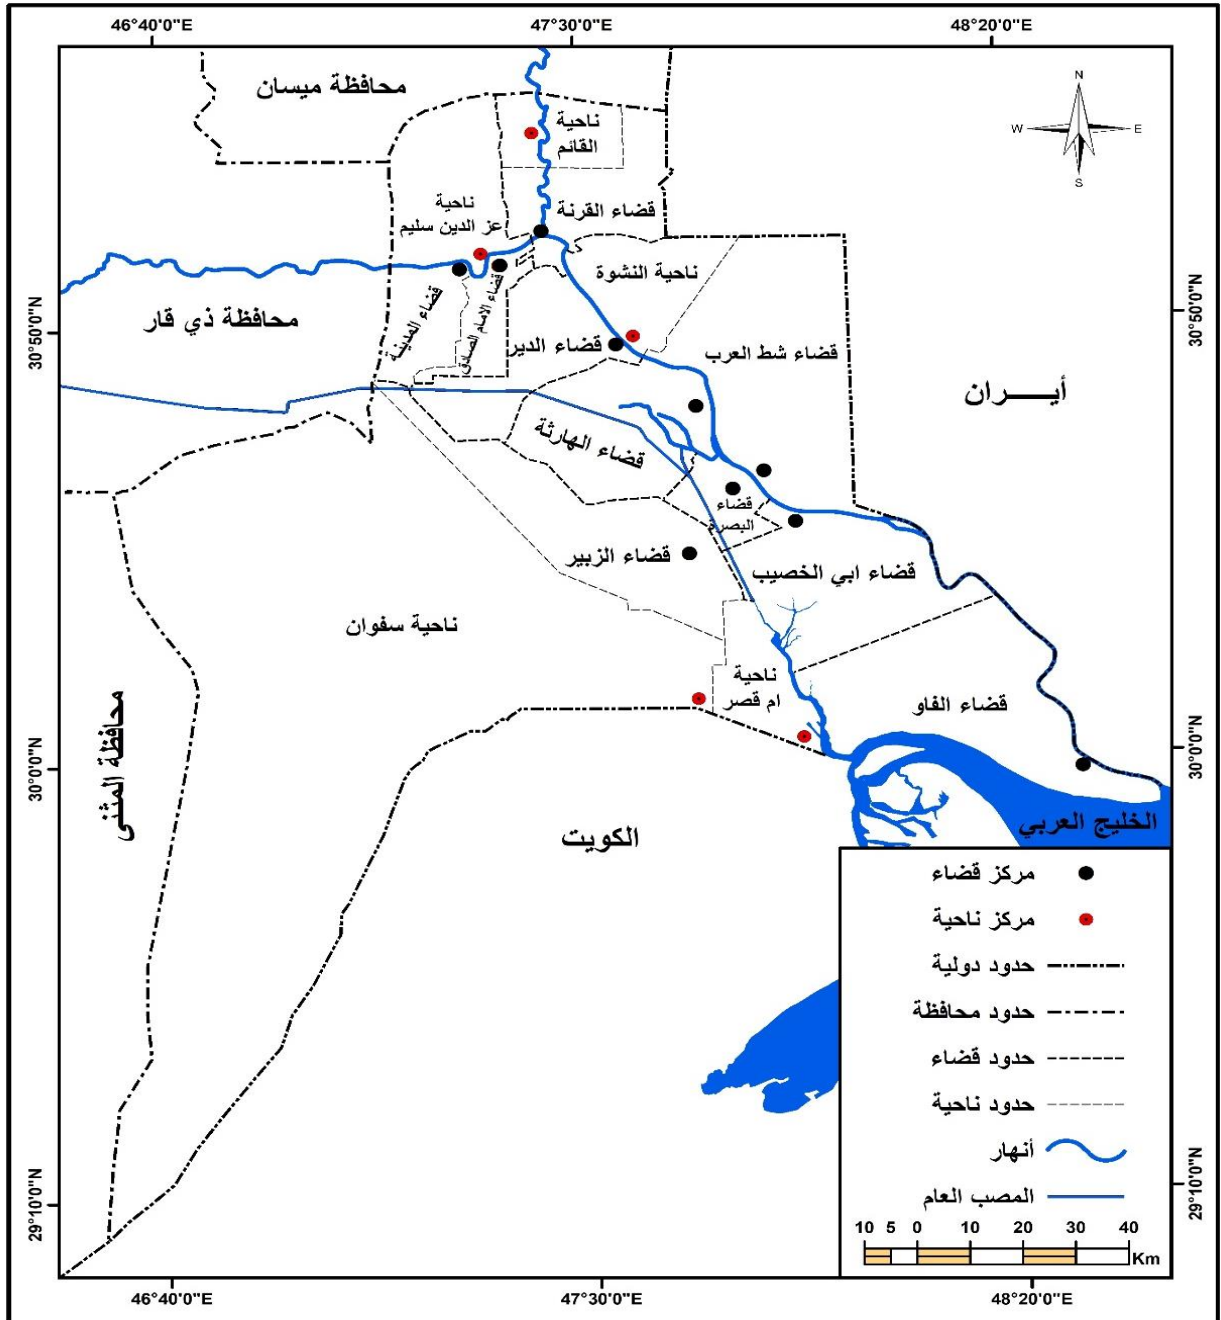 46°40'0"E
47°30'0"E
48°20'0"E
محافظة ميسان
N
W
E
S
ناحية
القائم
ناحية
عز الدين سليم
قضاء القرنة
ناحية النشوة
قضاء المدينة
قضاء الامام الصادق
محافظة ذي قار
30°50'0"N
30°50'0"N
قضاء الدير
قضاء شط العرب
أيـــــران
قضاء الهارثة
قضاء
البصرة
قضاء الزبير
قضاء ابي الخصيب
ناحية سفوان
ناحية
ام قصر
قضاء الفاو
محافظة المثنى
30°0'0"N
30°0'0"N
الكويت
الخليج العربي
مركز قضاء
مركز ناحية
حدود دولية
حدود محافظة
حدود قضاء
حدود ناحية
أنهار
المصب العام
29°10'0"N
29°10'0"N
10 5 0 10 20 30 40
Km
46°40'0"E
47°30'0"E
48°20'0"E